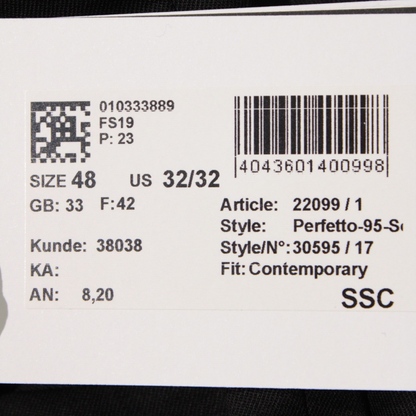 010333889
FS19
P: 23
4043601400998
SIZE 48 US 32/32
GB: 33 F:42
Article: 22099 / 1
Style: Perfetto-95-S
Kunde: 38038
Style/N°: 30595 / 17
KA:
Fit: Contemporary
AN: 8,20
SSC